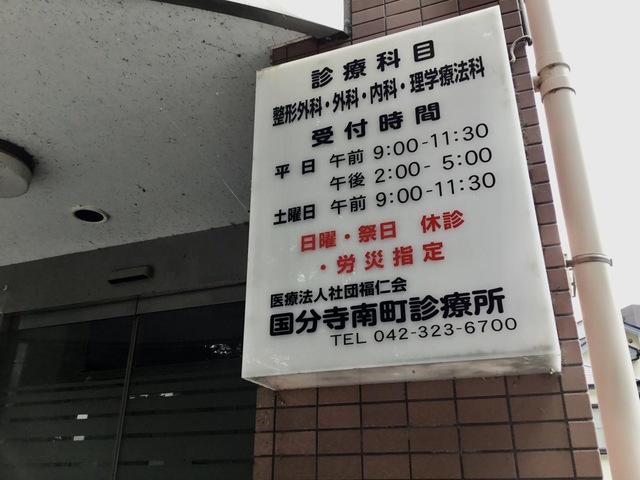 診療科目
整形外科・外科・内科・理学療法科
受付時間
平日 午前 9:00-11:30
午後 2:00- 5:00
土曜日 午前 9:00-11:30
日曜・祭日 休診
・労災指定
医療法人社団福仁会
国分寺南町診療所
TEL 042-323-6700